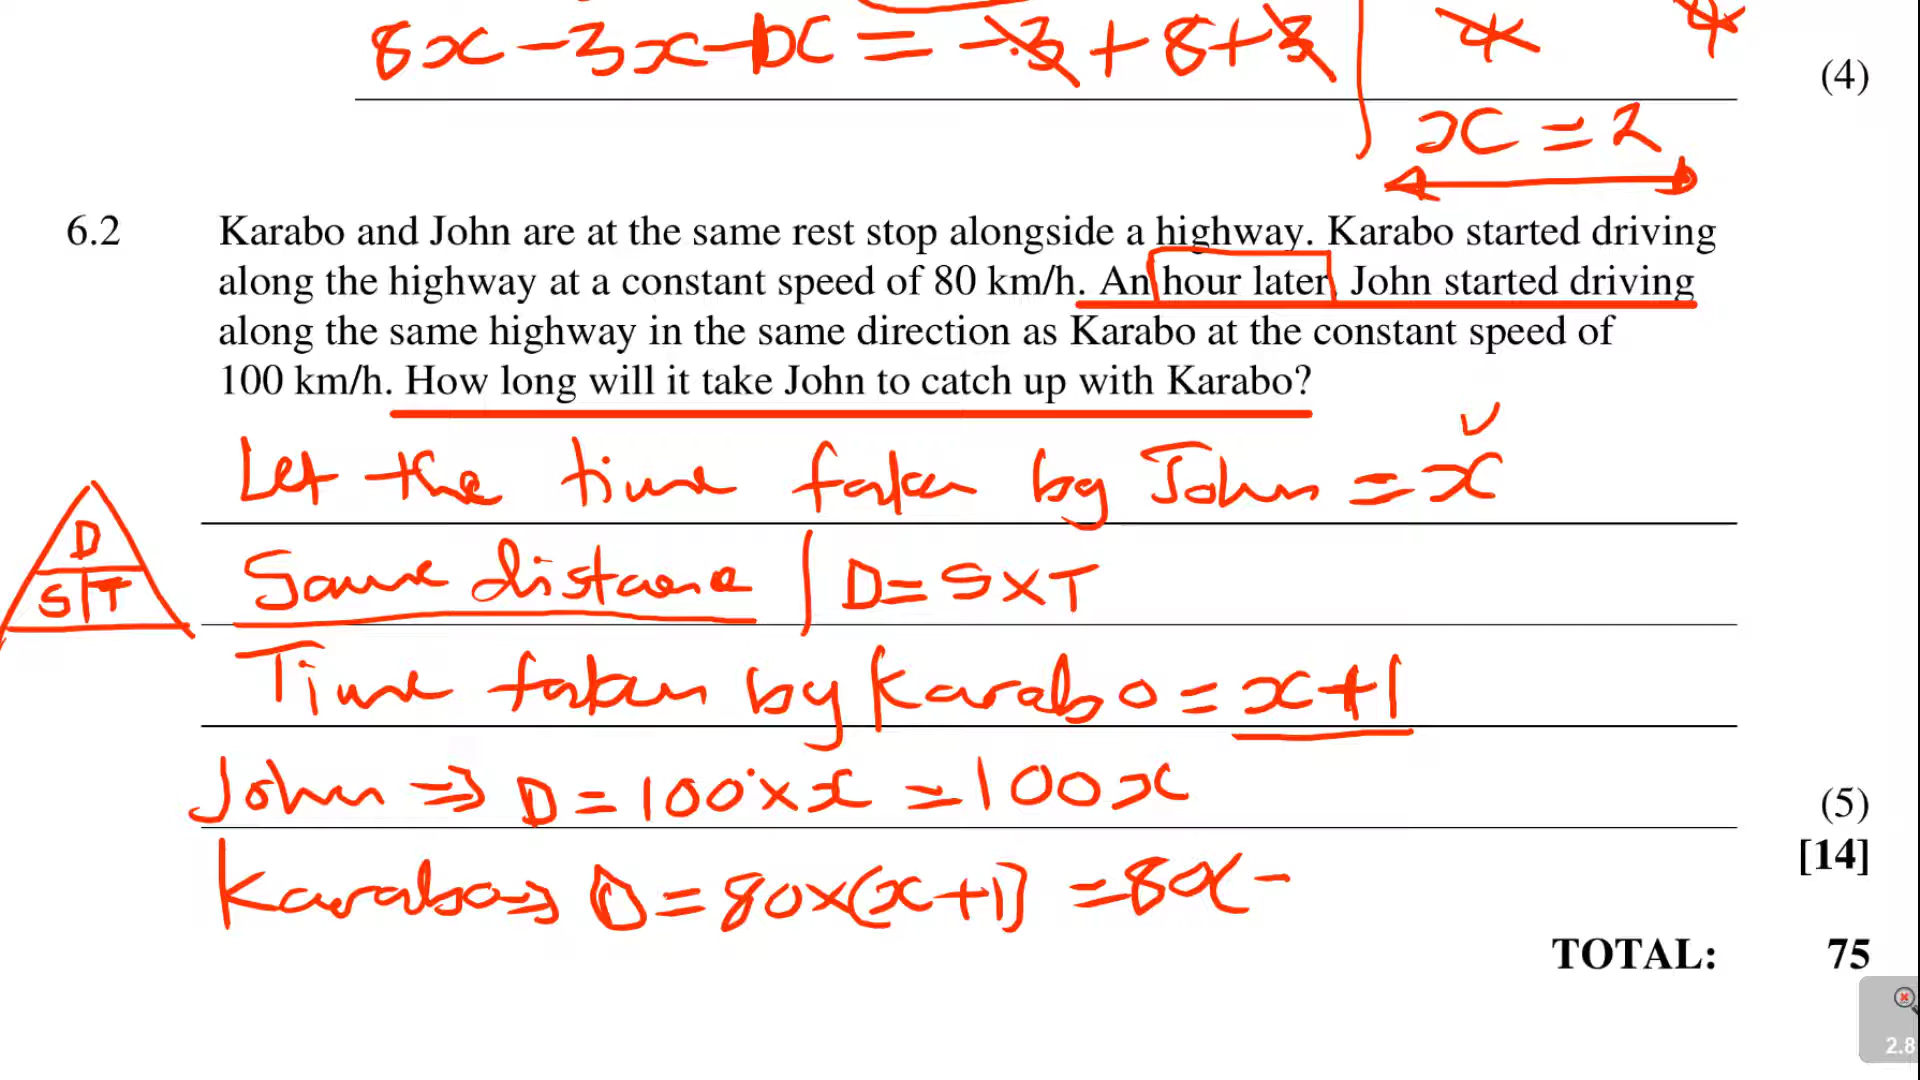 8x - 3x - x = -3 + 8 + 3
(4)
x = 2
6.2 Karabo and John are at the same rest stop alongside a highway. Karabo started driving
along the highway at a constant speed of 80 km/h. An hour later, John started driving
along the same highway in the same direction as Karabo at the constant speed of
100 km/h. How long will it take John to catch up with Karabo?
Let the time taken by John = x
D
S T
Same distance | D = S × T
Time taken by Karabo = x+1
John ⇒ D = 100 × x = 100x
(5)
[14]
Karabo ⇒ D = 80×(x+1) = 8x -
TOTAL: 75
2.8